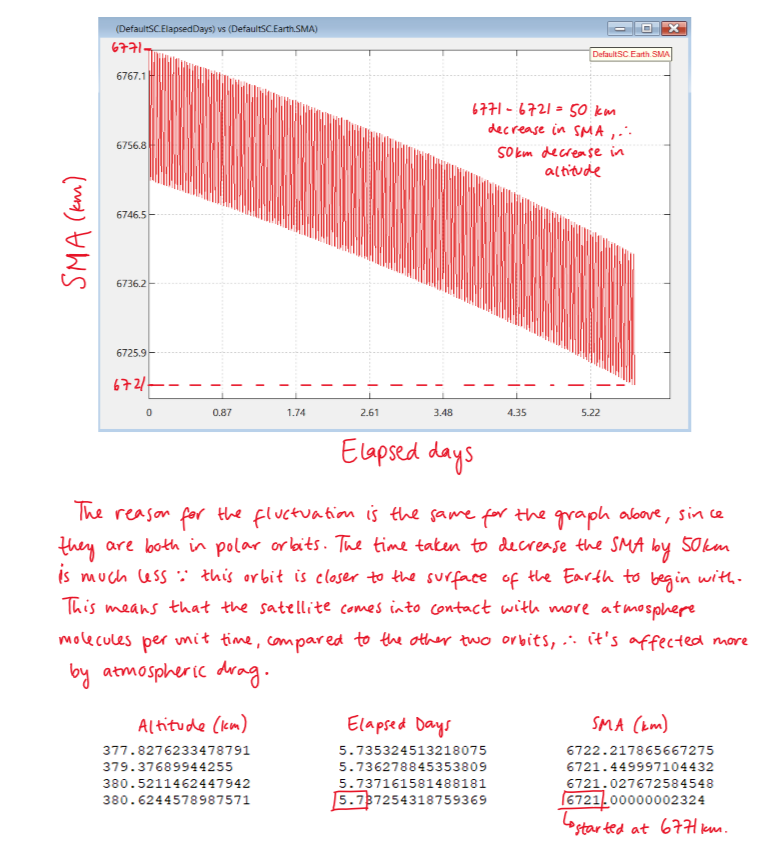 (DefaultSC.ElapsedDays) vs (DefaultSC.Earth.SMA)
6771
DefaultSC.Earth.SMA
6767.1
6771 - 6721 = 50 km
decrease in SMA, ∴
50km decrease in
altitude
6756.8
6746.5
6736.2
6725.9
6721
SMA (km)
0 0.87 1.74 2.61 3.48 4.35 5.22
Elapsed days
The reason for the fluctuation is the same for the graph above, since
they are both in polar orbits. The time taken to decrease the SMA by 50km
is much less ∵ this orbit is closer to the surface of the Earth to begin with.
This means that the satellite comes into contact with more atmosphere
molecules per unit time, compared to the other two orbits, ∴ it's affected more
by atmospheric drag.
Altitude (km) Elapsed Days SMA (km)
377.8276233478791 5.735324513218075 6722.217865667275
379.37689944255 5.736278845353809 6721.449997104432
380.5211462447942 5.737161581488181 6721.027672584548
380.6244578987571 5.737254318759369 6721.00000002324
↳ started at 6771 km.